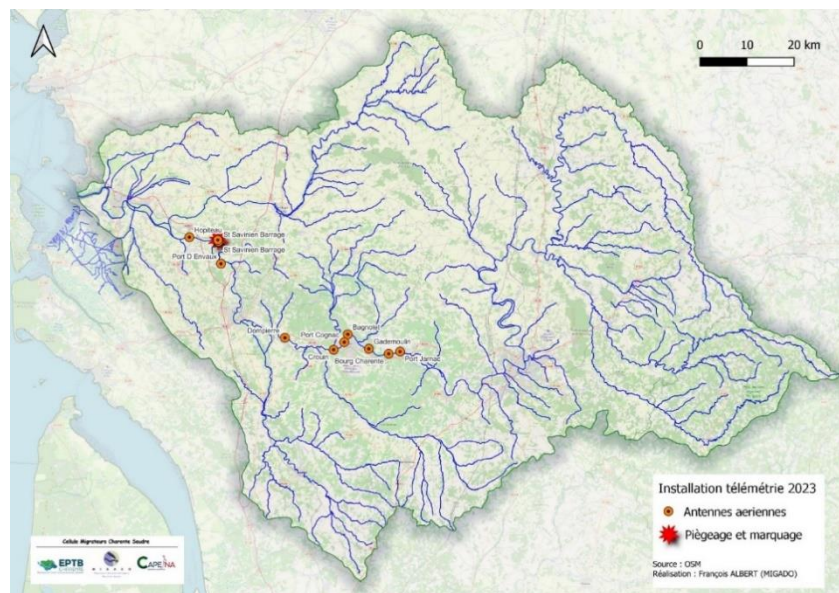 0 10 20 km
Hopiteau
St Savinien Barrage
St Savinien Barrage
Port D Envaux
Dompierre
Port Cognac
Bagnolet
Crouin
Gademoulin
Bourg Charente
Port Jarnac
Installation télémétrie 2023
Antennes aeriennes
Piègeage et marquage
Source : OSM
Réalisation : François ALBERT (MIGADO)
Cellule Migrateurs Charente Seudre
EPTB
CAPENA